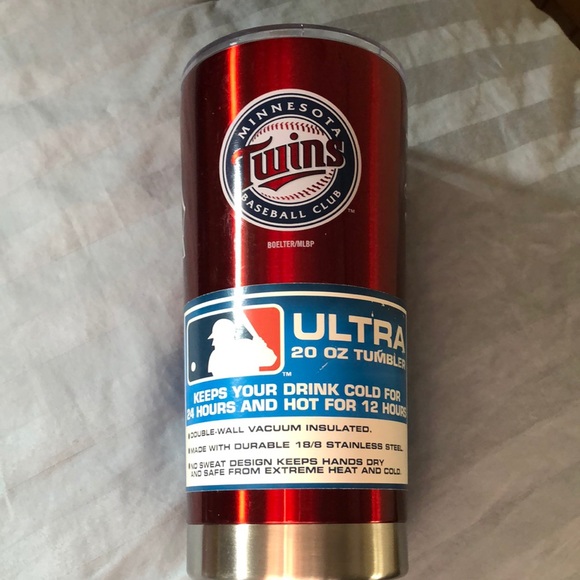 MINNESOTA
Twins
BASEBALL CLUB
TM
BOELTER/MLBP
ULTRA
20 OZ TUMBLER
TM
KEEPS YOUR DRINK COLD FOR
24 HOURS AND HOT FOR 12 HOURS
DOUBLE-WALL VACUUM INSULATED.
MADE WITH DURABLE 18/8 STAINLESS STEEL.
NO SWEAT DESIGN KEEPS HANDS DRY
AND SAFE FROM EXTREME HEAT AND COLD.